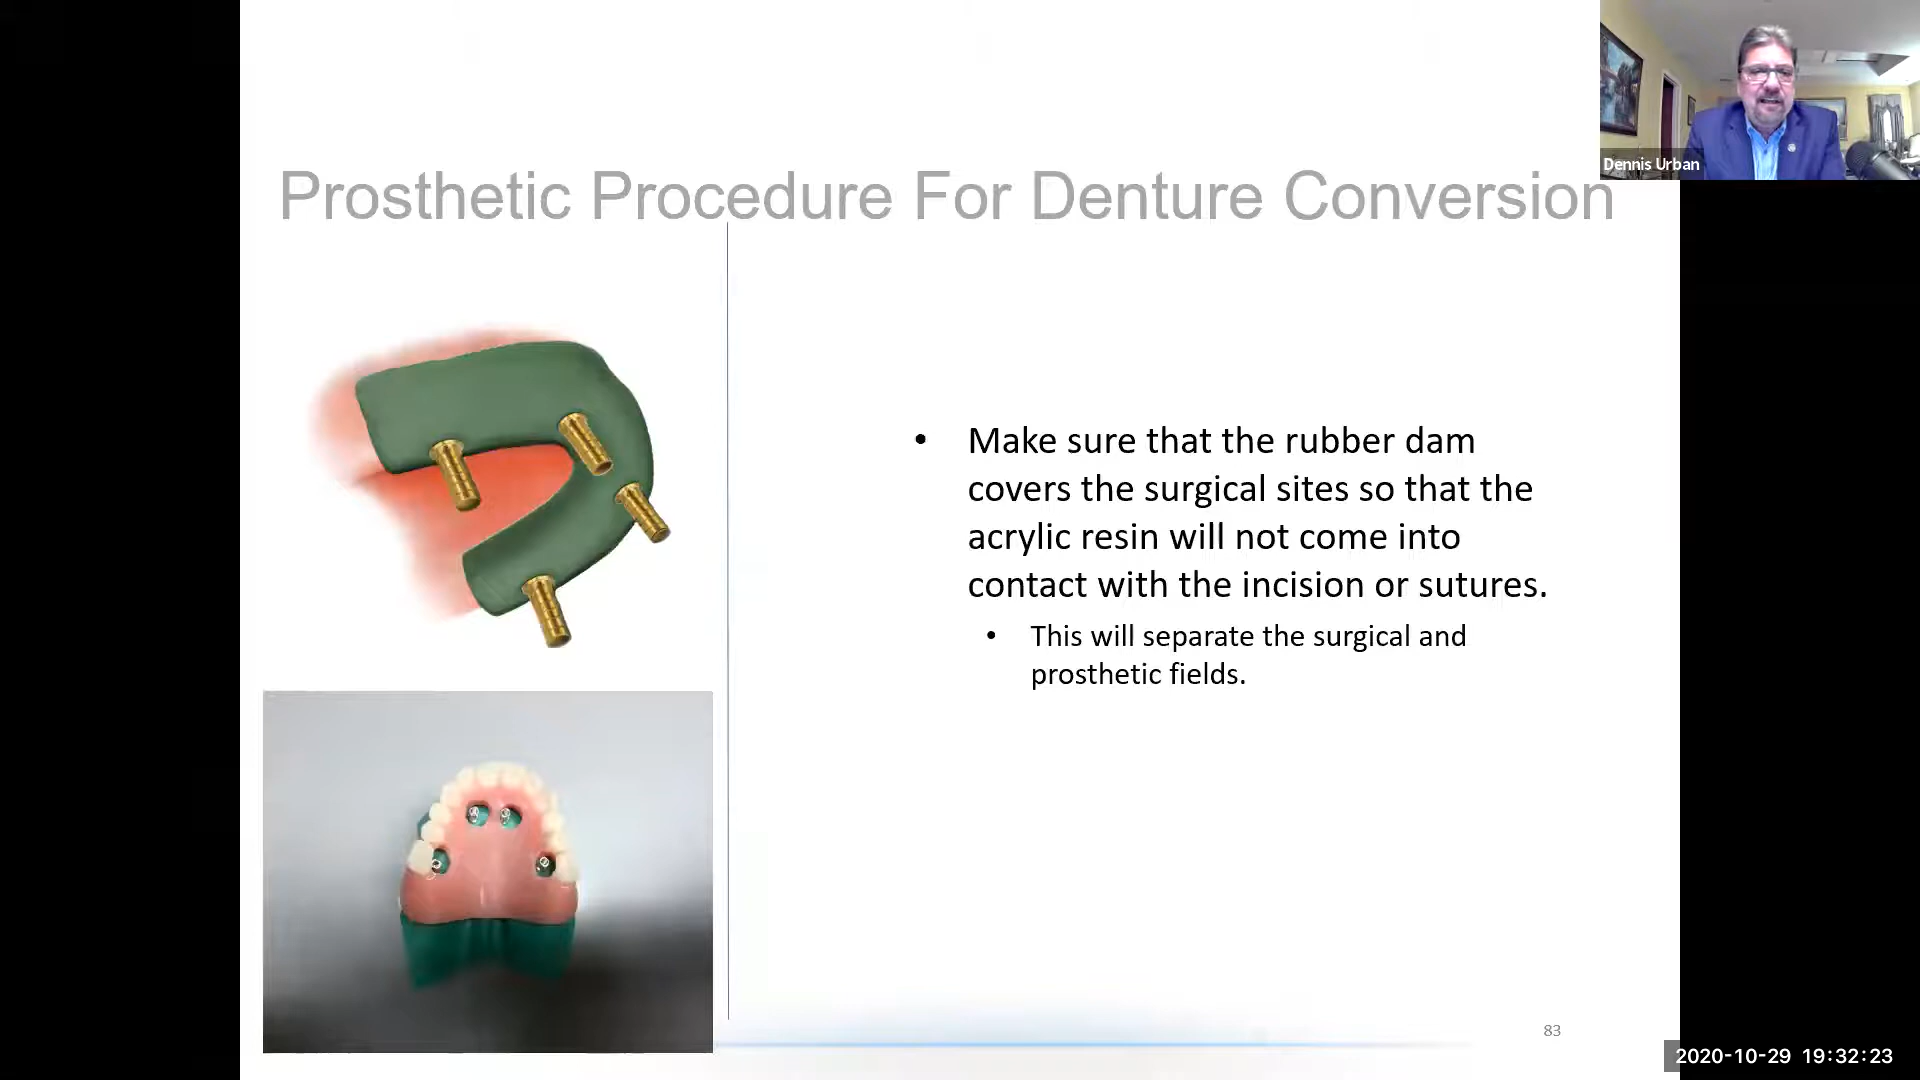 Dennis Urban
Prosthetic Procedure For Denture Conversion
• Make sure that the rubber dam
covers the surgical sites so that the
acrylic resin will not come into
contact with the incision or sutures.
• This will separate the surgical and
prosthetic fields.
83
2020-10-29 19:32:23